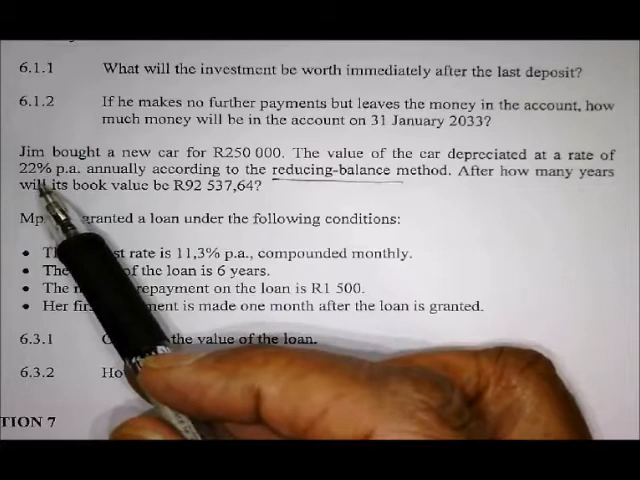 6.1.1 What will the investment be worth immediately after the last deposit?
6.1.2 If he makes no further payments but leaves the money in the account, how
much money will be in the account on 31 January 2033?
Jim bought a new car for R250 000. The value of the car depreciated at a rate of
22% p.a. annually according to the reducing-balance method. After how many years
will its book value be R92 537,64?
granted a loan under the following conditions:
• rate is 11,3% p.a., compounded monthly.
• The of the loan is 6 years.
• The repayment on the loan is R1 500.
• Her payment is made one month after the loan is granted.
6.3.1 the value of the loan.
6.3.2
TION 7